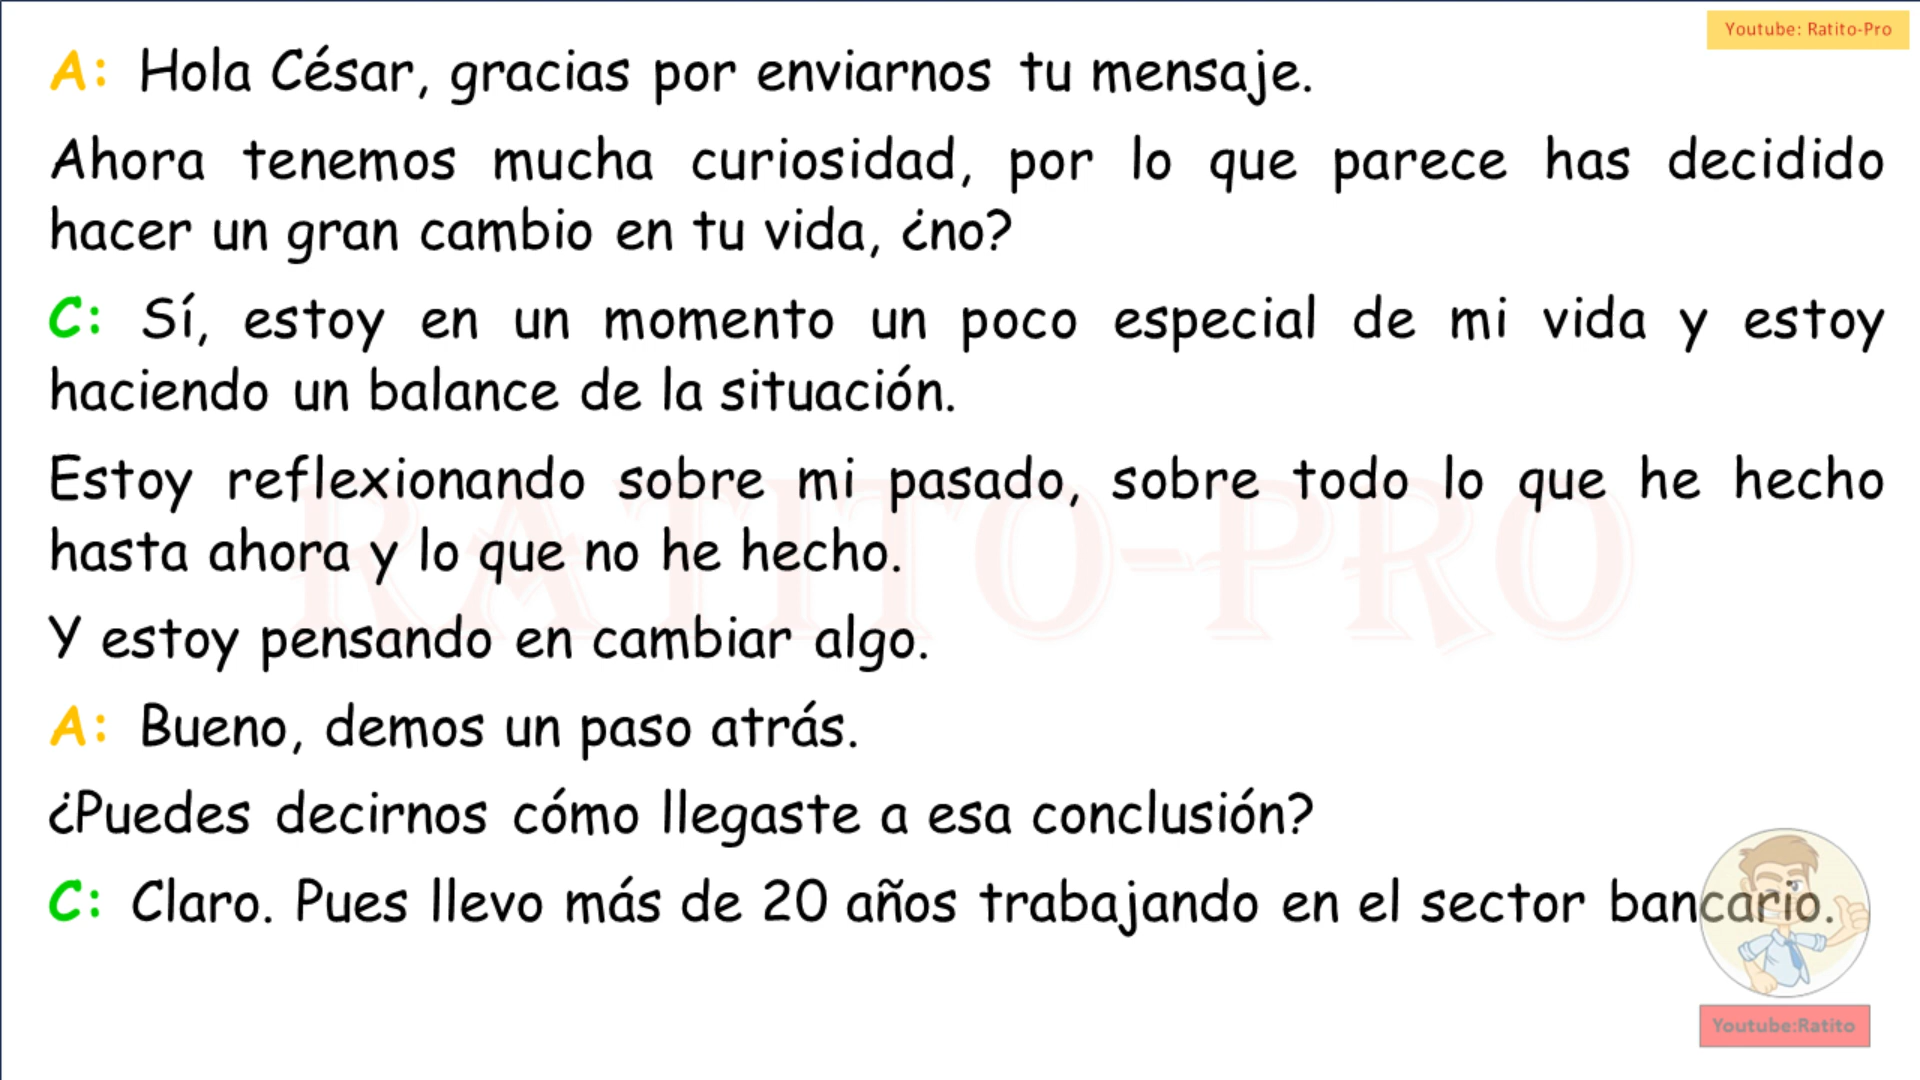 Youtube: Ratito-Pro
A: Hola César, gracias por enviarnos tu mensaje.
Ahora tenemos mucha curiosidad, por lo que parece has decidido
hacer un gran cambio en tu vida, ¿no?
C: Sí, estoy en un momento un poco especial de mi vida y estoy
haciendo un balance de la situación.
Estoy reflexionando sobre mi pasado, sobre todo lo que he hecho
hasta ahora y lo que no he hecho.
RATITO-PRO
Y estoy pensando en cambiar algo.
A: Bueno, demos un paso atrás.
¿Puedes decirnos cómo llegaste a esa conclusión?
C: Claro. Pues llevo más de 20 años trabajando en el sector bancario.
Youtube:Ratito